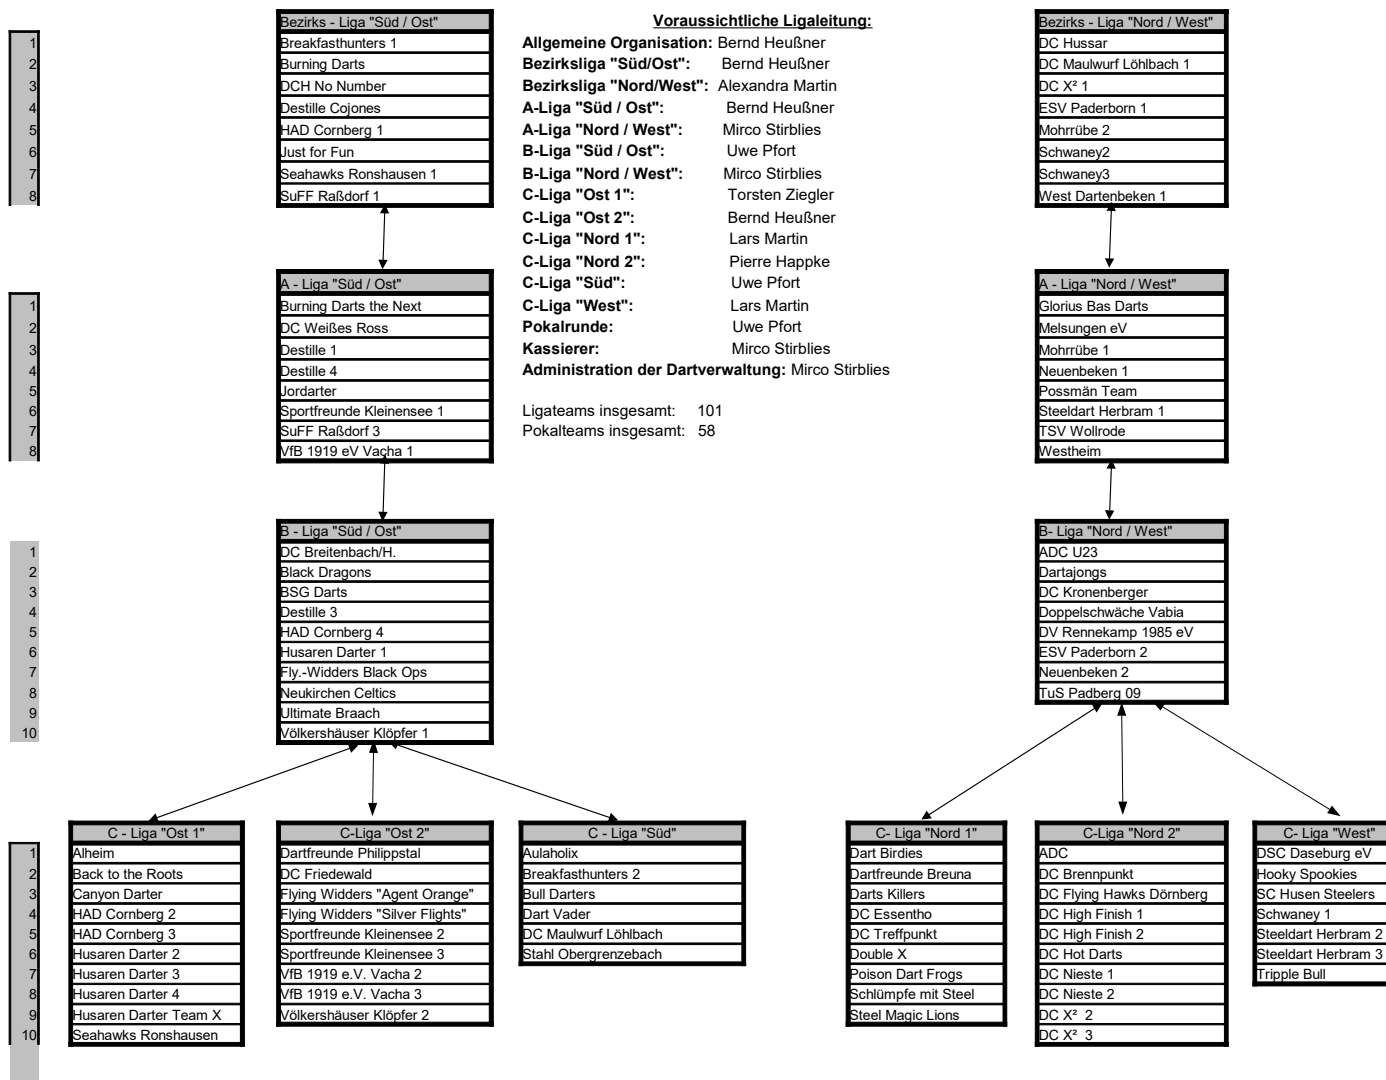 Bezirks - Liga "Süd / Ost"
1 Breakfasthunters 1
2 Burning Darts
3 DCH No Number
4 Destille Cojones
5 HAD Cornberg 1
6 Just for Fun
7 Seahawks Ronshausen 1
8 SuFF Raßdorf 1
Voraussichtliche Ligaleitung:
Allgemeine Organisation: Bernd Heußner
Bezirksliga "Süd/Ost": Bernd Heußner
Bezirksliga "Nord/West": Alexandra Martin
A-Liga "Süd / Ost": Bernd Heußner
A-Liga "Nord / West": Mirco Stirblies
B-Liga "Süd / Ost": Uwe Pfort
B-Liga "Nord / West": Mirco Stirblies
C-Liga "Ost 1": Torsten Ziegler
C-Liga "Ost 2": Bernd Heußner
C-Liga "Nord 1": Lars Martin
C-Liga "Nord 2": Pierre Happke
C-Liga "Süd": Uwe Pfort
C-Liga "West": Lars Martin
Pokalrunde: Uwe Pfort
Kassierer: Mirco Stirblies
Administration der Dartverwaltung: Mirco Stirblies
Ligateams insgesamt: 101
Pokalteams insgesamt: 58
Bezirks - Liga "Nord / West"
DC Hussar
DC Maulwurf Löhlbach 1
DC X² 1
ESV Paderborn 1
Mohrrübe 2
Schwaney2
Schwaney3
West Dartenbeken 1
A - Liga "Süd / Ost"
1 Burning Darts the Next
2 DC Weißes Ross
3 Destille 1
4 Destille 4
5 Jordarter
6 Sportfreunde Kleinensee 1
7 SuFF Raßdorf 3
8 VfB 1919 eV Vacha 1
A - Liga "Nord / West"
Glorius Bas Darts
Melsungen eV
Mohrrübe 1
Neuenbeken 1
Possmän Team
Steeldart Herbram 1
TSV Wollrode
Westheim
B - Liga "Süd / Ost"
1 DC Breitenbach/H.
2 Black Dragons
3 BSG Darts
4 Destille 3
5 HAD Cornberg 4
6 Husaren Darter 1
7 Fly.-Widders Black Ops
8 Neukirchen Celtics
9 Ultimate Braach
10 Völkershäuser Klöpfer 1
B- Liga "Nord / West"
ADC U23
Dartajongs
DC Kronenberger
Doppelschwäche Vabia
DV Rennekamp 1985 eV
ESV Paderborn 2
Neuenbeken 2
TuS Padberg 09
C - Liga "Ost 1"
1 Alheim
2 Back to the Roots
3 Canyon Darter
4 HAD Cornberg 2
5 HAD Cornberg 3
6 Husaren Darter 2
7 Husaren Darter 3
8 Husaren Darter 4
9 Husaren Darter Team X
10 Seahawks Ronshausen
C-Liga "Ost 2"
Dartfreunde Philippstal
DC Friedewald
Flying Widders "Agent Orange"
Flying Widders "Silver Flights"
Sportfreunde Kleinensee 2
Sportfreunde Kleinensee 3
VfB 1919 e.V. Vacha 2
VfB 1919 e.V. Vacha 3
Völkershäuser Klöpfer 2
C - Liga "Süd"
Aulaholix
Breakfasthunters 2
Bull Darters
Dart Vader
DC Maulwurf Löhlbach
Stahl Obergrenzebach
C- Liga "Nord 1"
Dart Birdies
Dartfreunde Breuna
Darts Killers
DC Essentho
DC Treffpunkt
Double X
Poison Dart Frogs
Schlümpfe mit Steel
Steel Magic Lions
C-Liga "Nord 2"
ADC
DC Brennpunkt
DC Flying Hawks Dörnberg
DC High Finish 1
DC High Finish 2
DC Hot Darts
DC Nieste 1
DC Nieste 2
DC X² 2
DC X² 3
C- Liga "West"
DSC Daseburg eV
Hooky Spookies
SC Husen Steelers
Schwaney 1
Steeldart Herbram 2
Steeldart Herbram 3
Tripple Bull